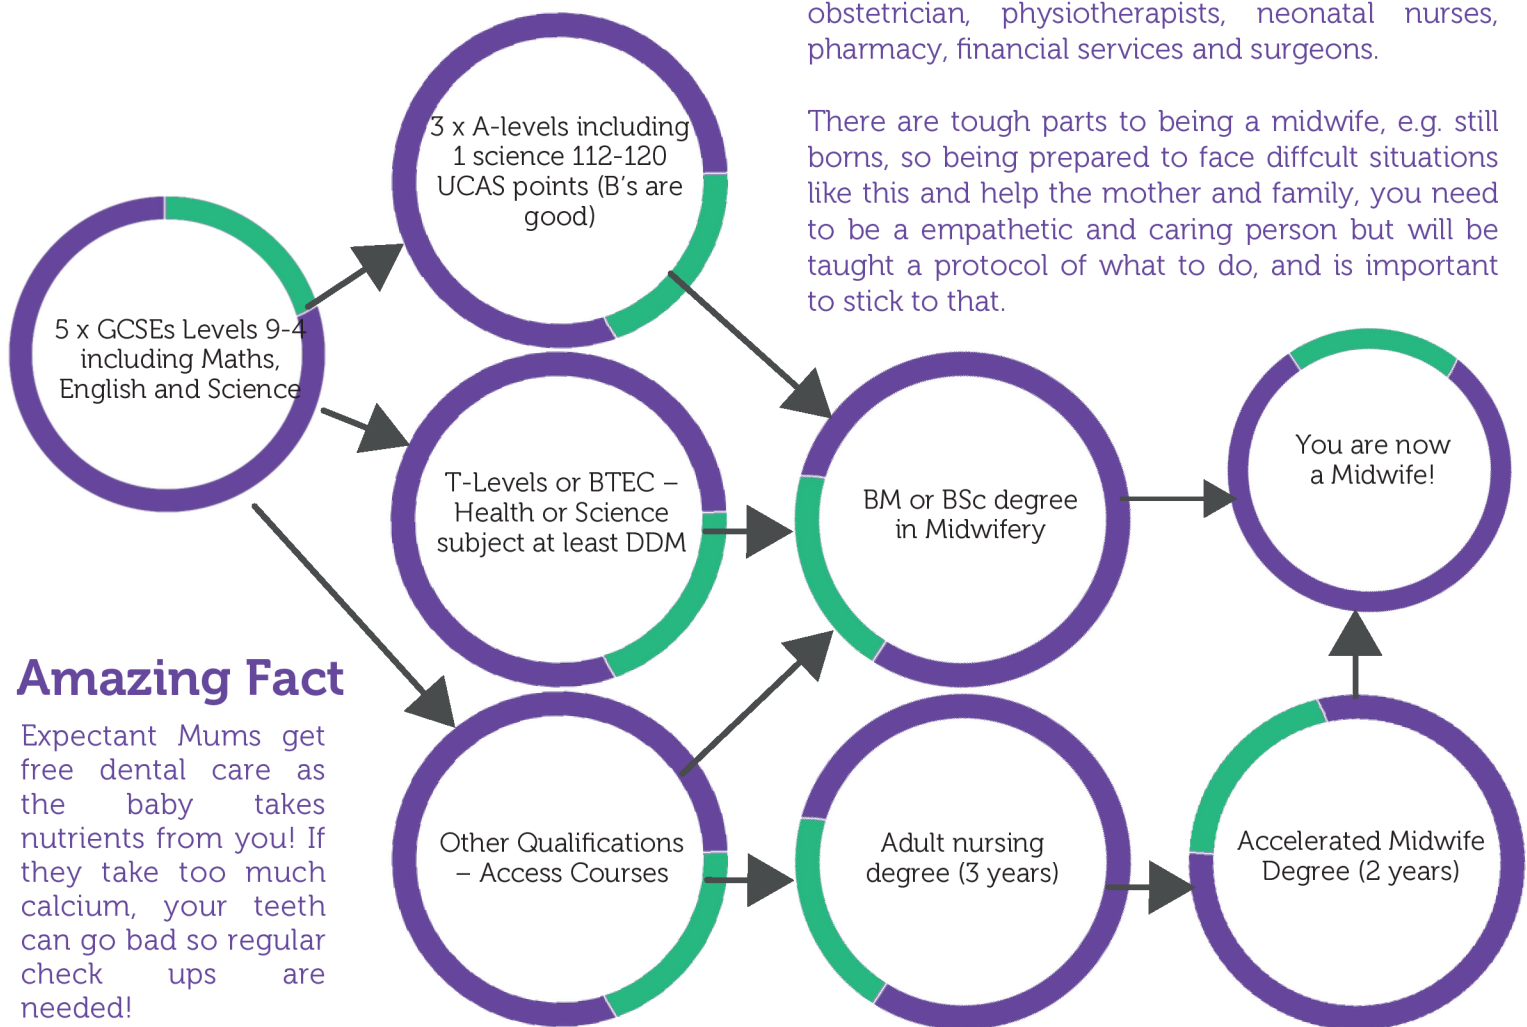 obstetrician, physiotherapists, neonatal nurses,
pharmacy, financial services and surgeons.
There are tough parts to being a midwife, e.g. still
borns, so being prepared to face diffcult situations
like this and help the mother and family, you need
to be a empathetic and caring person but will be
taught a protocol of what to do, and is important
to stick to that.
3 x A-levels including
1 science 112-120
UCAS points (B's are
good)
5 x GCSEs Levels 9-4
including Maths,
English and Science
T-Levels or BTEC –
Health or Science
subject at least DDM
BM or BSc degree
in Midwifery
You are now
a Midwife!
Other Qualifications
– Access Courses
Adult nursing
degree (3 years)
Accelerated Midwife
Degree (2 years)
Amazing Fact
Expectant Mums get
free dental care as
the baby takes
nutrients from you! If
they take too much
calcium, your teeth
can go bad so regular
check ups are
needed!